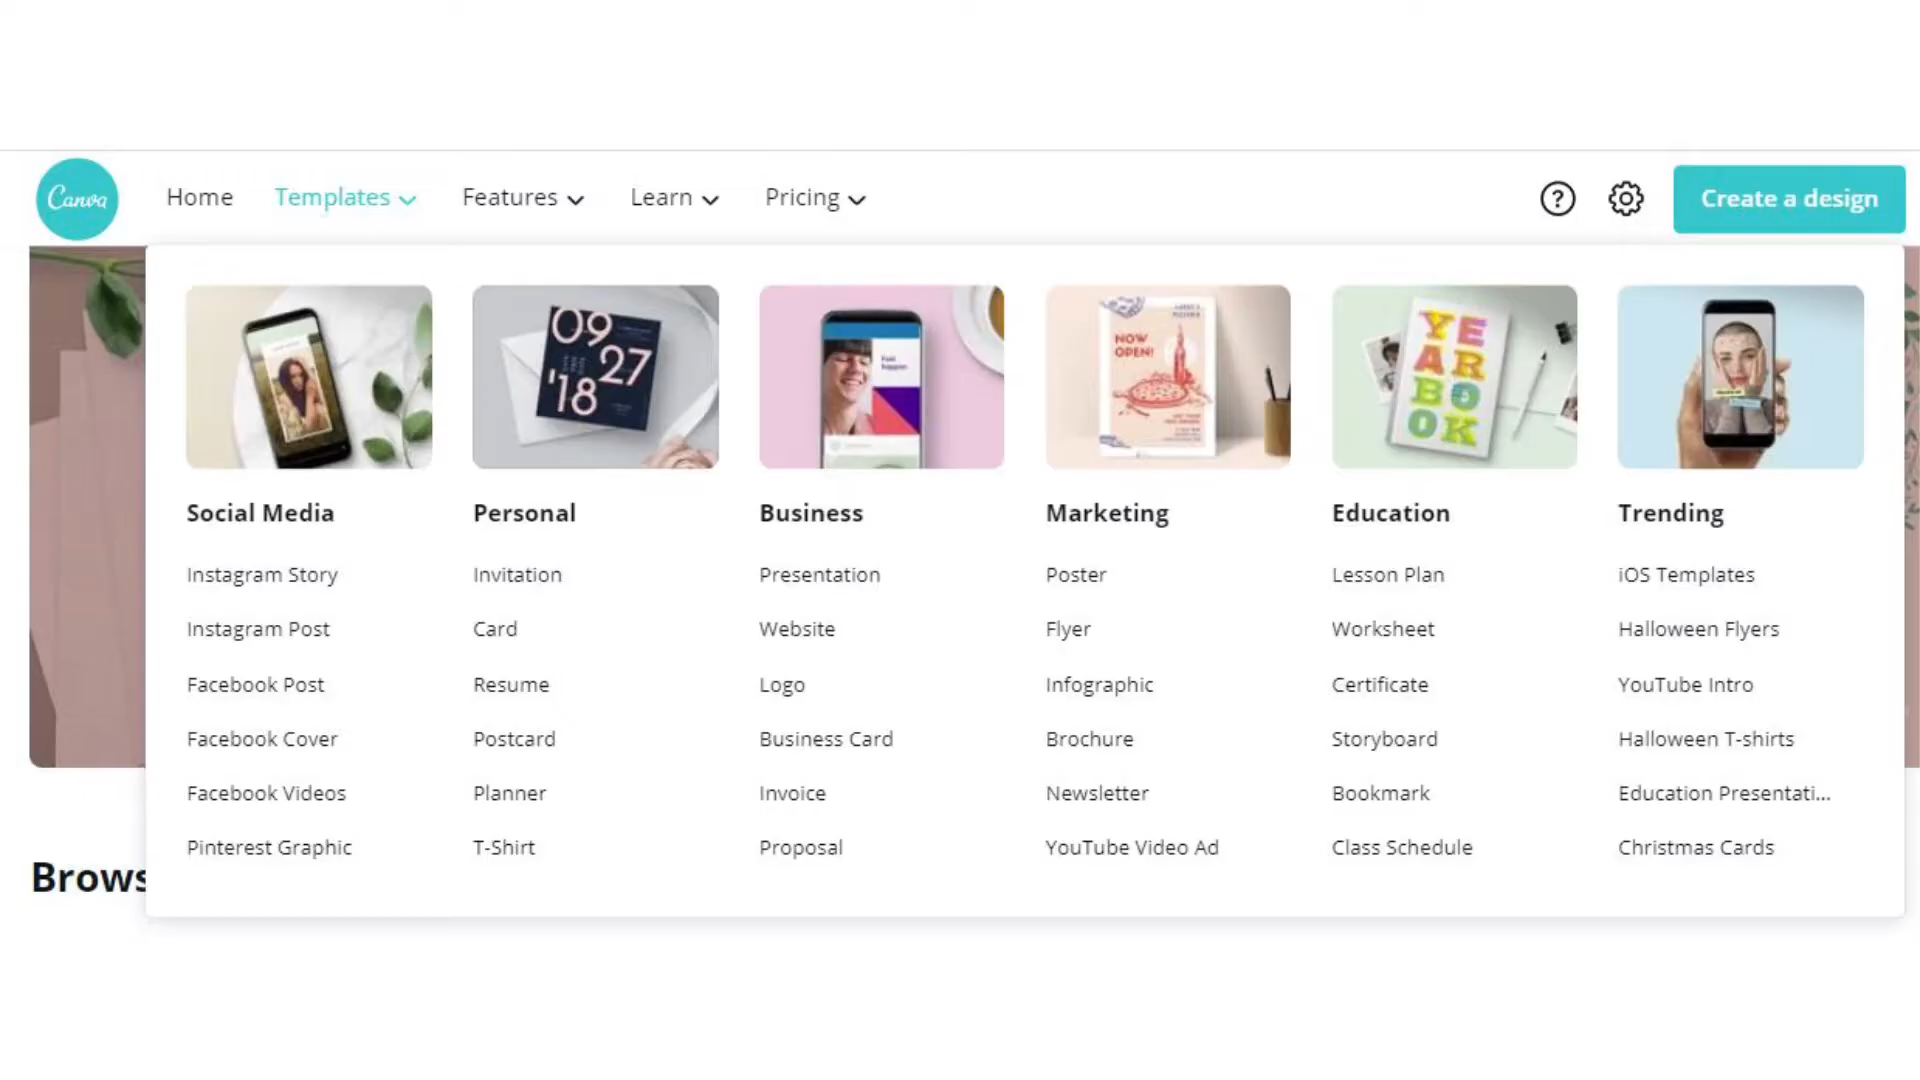 Canva
Home
Templates
Features
Learn
Pricing
?
Create a design
09
27
'18
NOW
OPEN!
YE
AR
BO
OK
Social Media
Personal
Business
Marketing
Education
Trending
Instagram Story
Invitation
Presentation
Poster
Lesson Plan
iOS Templates
Instagram Post
Card
Website
Flyer
Worksheet
Halloween Flyers
Facebook Post
Resume
Logo
Infographic
Certificate
YouTube Intro
Facebook Cover
Postcard
Business Card
Brochure
Storyboard
Halloween T-shirts
Facebook Videos
Planner
Invoice
Newsletter
Bookmark
Education Presentati...
Pinterest Graphic
T-Shirt
Proposal
YouTube Video Ad
Class Schedule
Christmas Cards
Brows